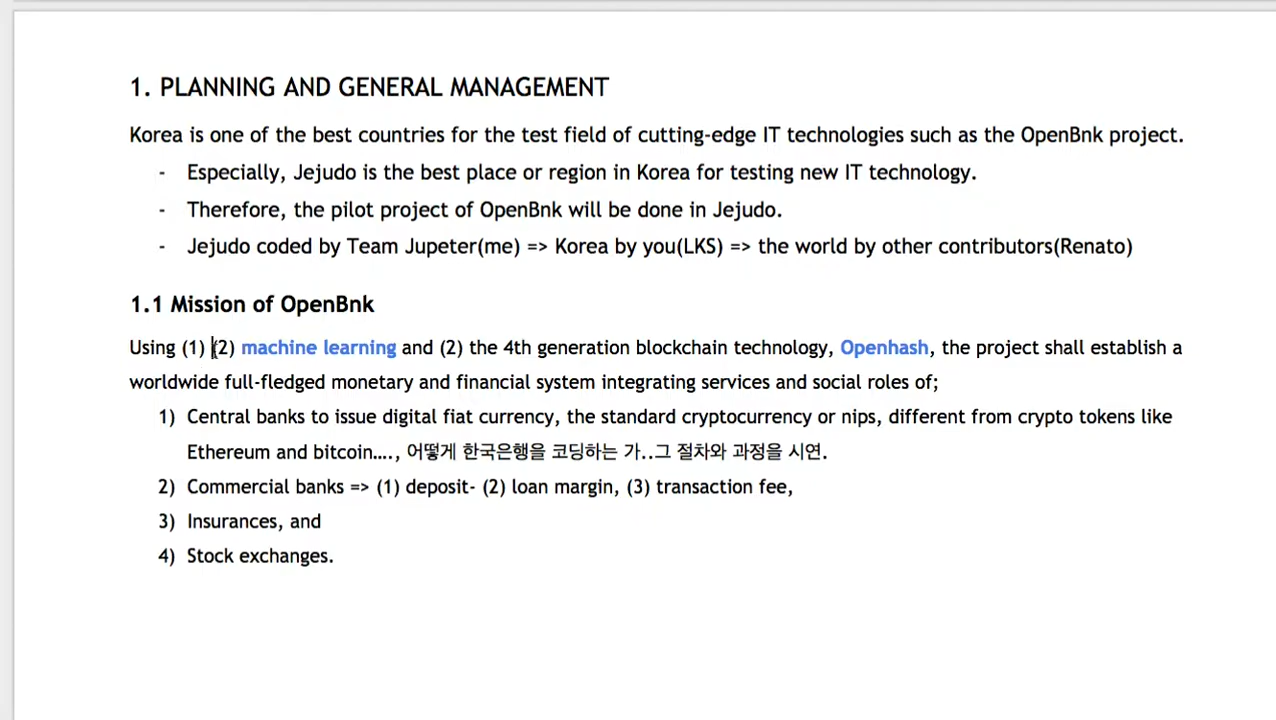 1. PLANNING AND GENERAL MANAGEMENT
Korea is one of the best countries for the test field of cutting-edge IT technologies such as the OpenBnk project.
- Especially, Jejudo is the best place or region in Korea for testing new IT technology.
- Therefore, the pilot project of OpenBnk will be done in Jejudo.
- Jejudo coded by Team Jupeter(me) => Korea by you(LKS) => the world by other contributors(Renato)
1.1 Mission of OpenBnk
Using (1) (2) machine learning and (2) the 4th generation blockchain technology, Openhash, the project shall establish a
worldwide full-fledged monetary and financial system integrating services and social roles of;
1) Central banks to issue digital fiat currency, the standard cryptocurrency or nips, different from crypto tokens like
Ethereum and bitcoin…., 어떻게 한국은행을 코딩하는 가..그 절차와 과정을 시연.
2) Commercial banks => (1) deposit- (2) loan margin, (3) transaction fee,
3) Insurances, and
4) Stock exchanges.